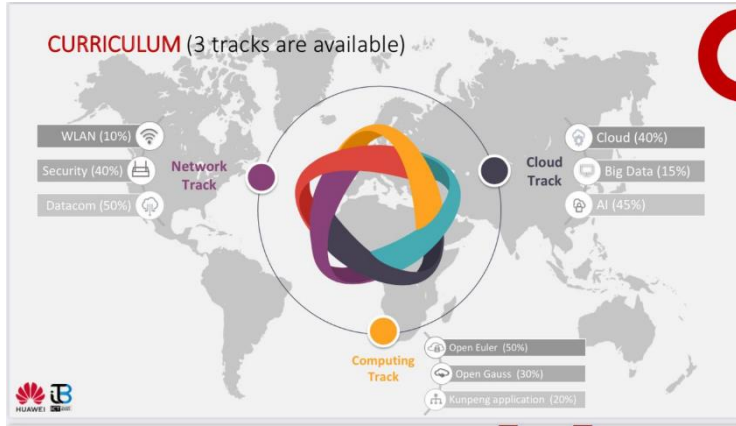 CURRICULUM (3 tracks are available)
WLAN (10%)
Security (40%)
Datacom (50%)
Network
Track
Cloud
Track
Cloud (40%)
Big Data (15%)
AI (45%)
Computing
Track
Open Euler (50%)
Open Gauss (30%)
Kunpeng application (20%)
HUAWEI